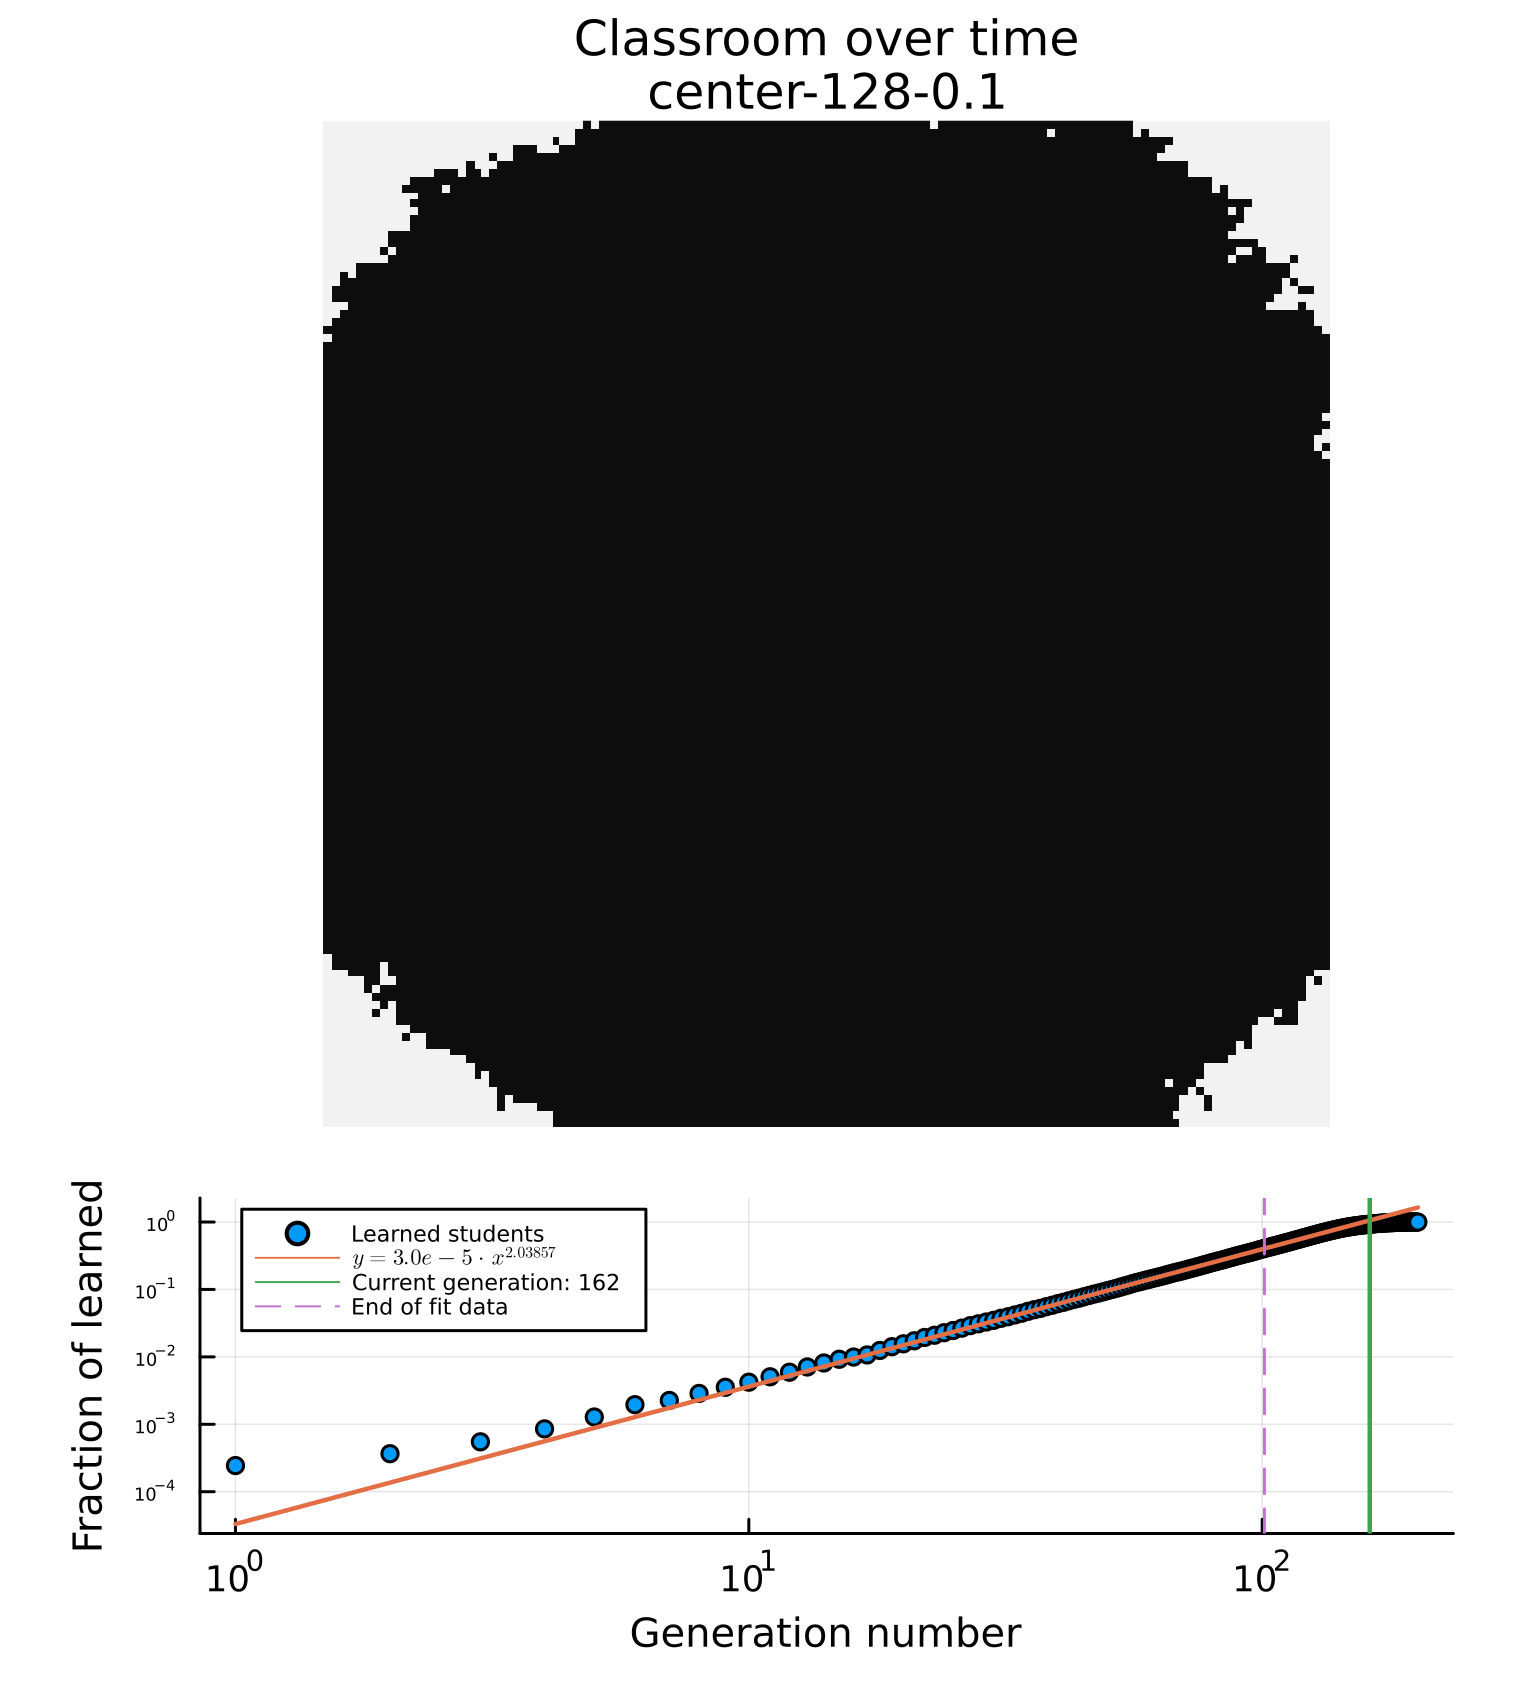 Classroom over time
center-128-0.1
Fraction of learned
10^0
10^-1
10^-2
10^-3
10^-4
Learned students
y = 3.0e − 5 · x^2.03857
Current generation: 162
End of fit data
10^0 10^1 10^2
Generation number